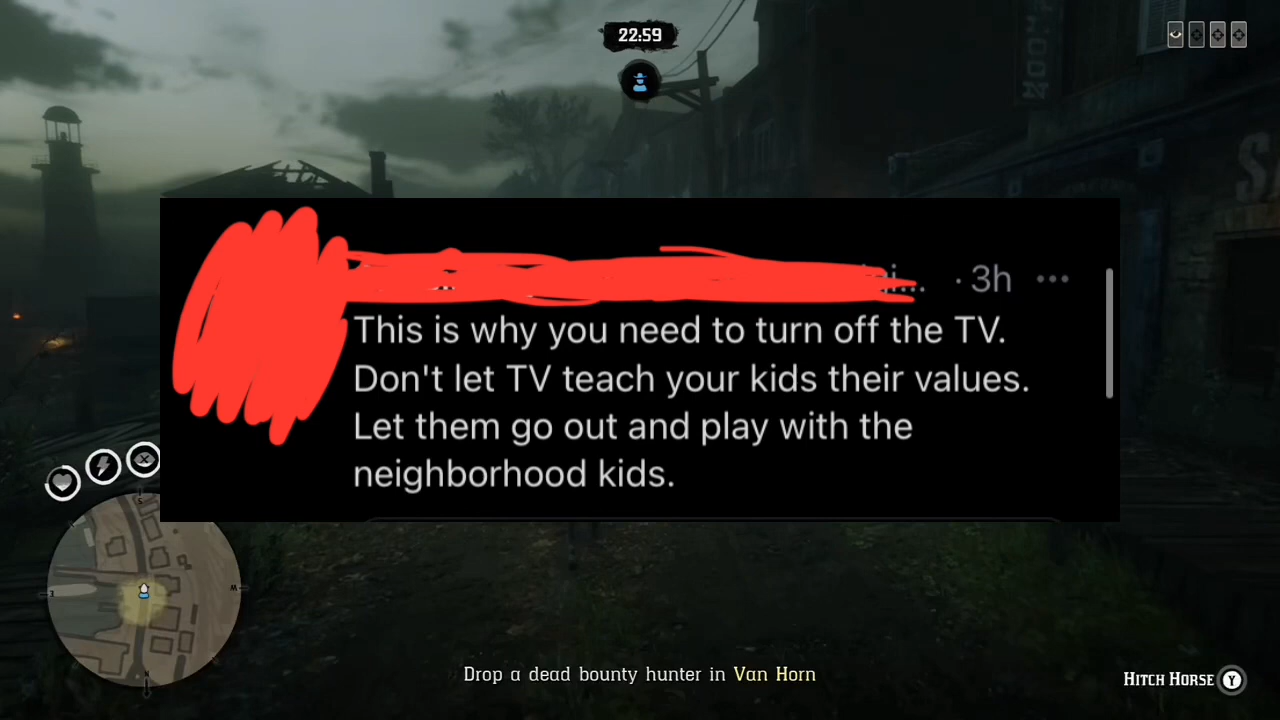 22:59
· 3h ...
This is why you need to turn off the TV.
Don't let TV teach your kids their values.
Let them go out and play with the
neighborhood kids.
Drop a dead bounty hunter in Van Horn
HITCH HORSE Y